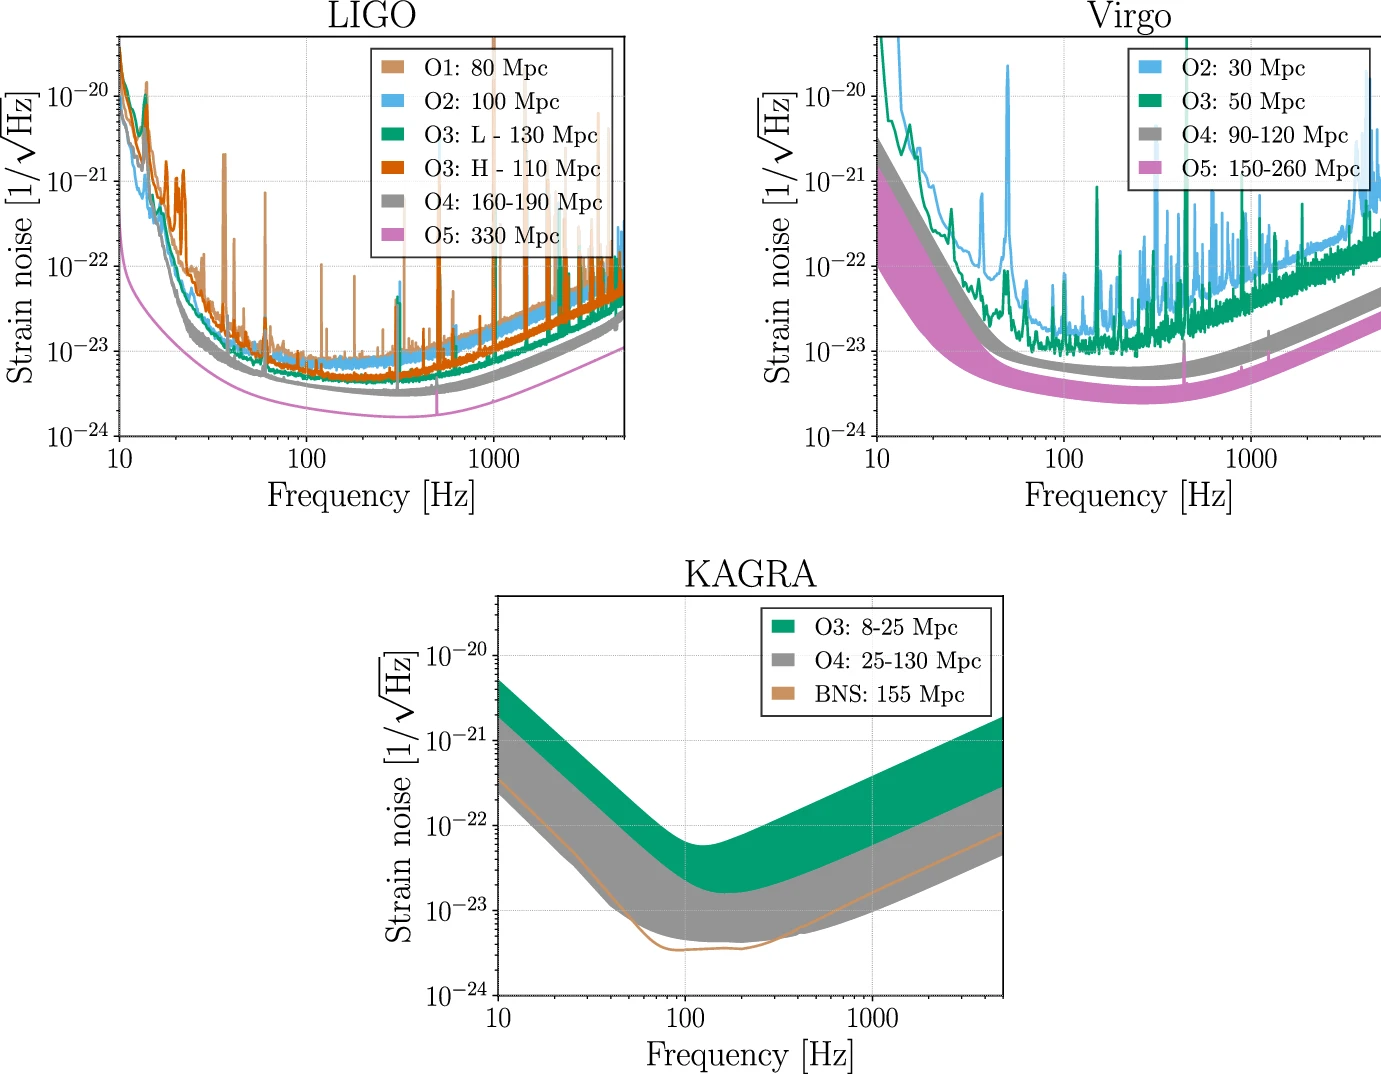 LIGO
Strain noise [1/√Hz]
10⁻²⁰
10⁻²¹
10⁻²²
10⁻²³
10⁻²⁴
O1: 80 Mpc
O2: 100 Mpc
O3: L - 130 Mpc
O3: H - 110 Mpc
O4: 160-190 Mpc
O5: 330 Mpc
10 100 1000
Frequency [Hz]
Virgo
Strain noise [1/√Hz]
10⁻²⁰
10⁻²¹
10⁻²²
10⁻²³
10⁻²⁴
O2: 30 Mpc
O3: 50 Mpc
O4: 90-120 Mpc
O5: 150-260 Mpc
10 100 1000
Frequency [Hz]
KAGRA
Strain noise [1/√Hz]
10⁻²⁰
10⁻²¹
10⁻²²
10⁻²³
10⁻²⁴
O3: 8-25 Mpc
O4: 25-130 Mpc
BNS: 155 Mpc
10 100 1000
Frequency [Hz]